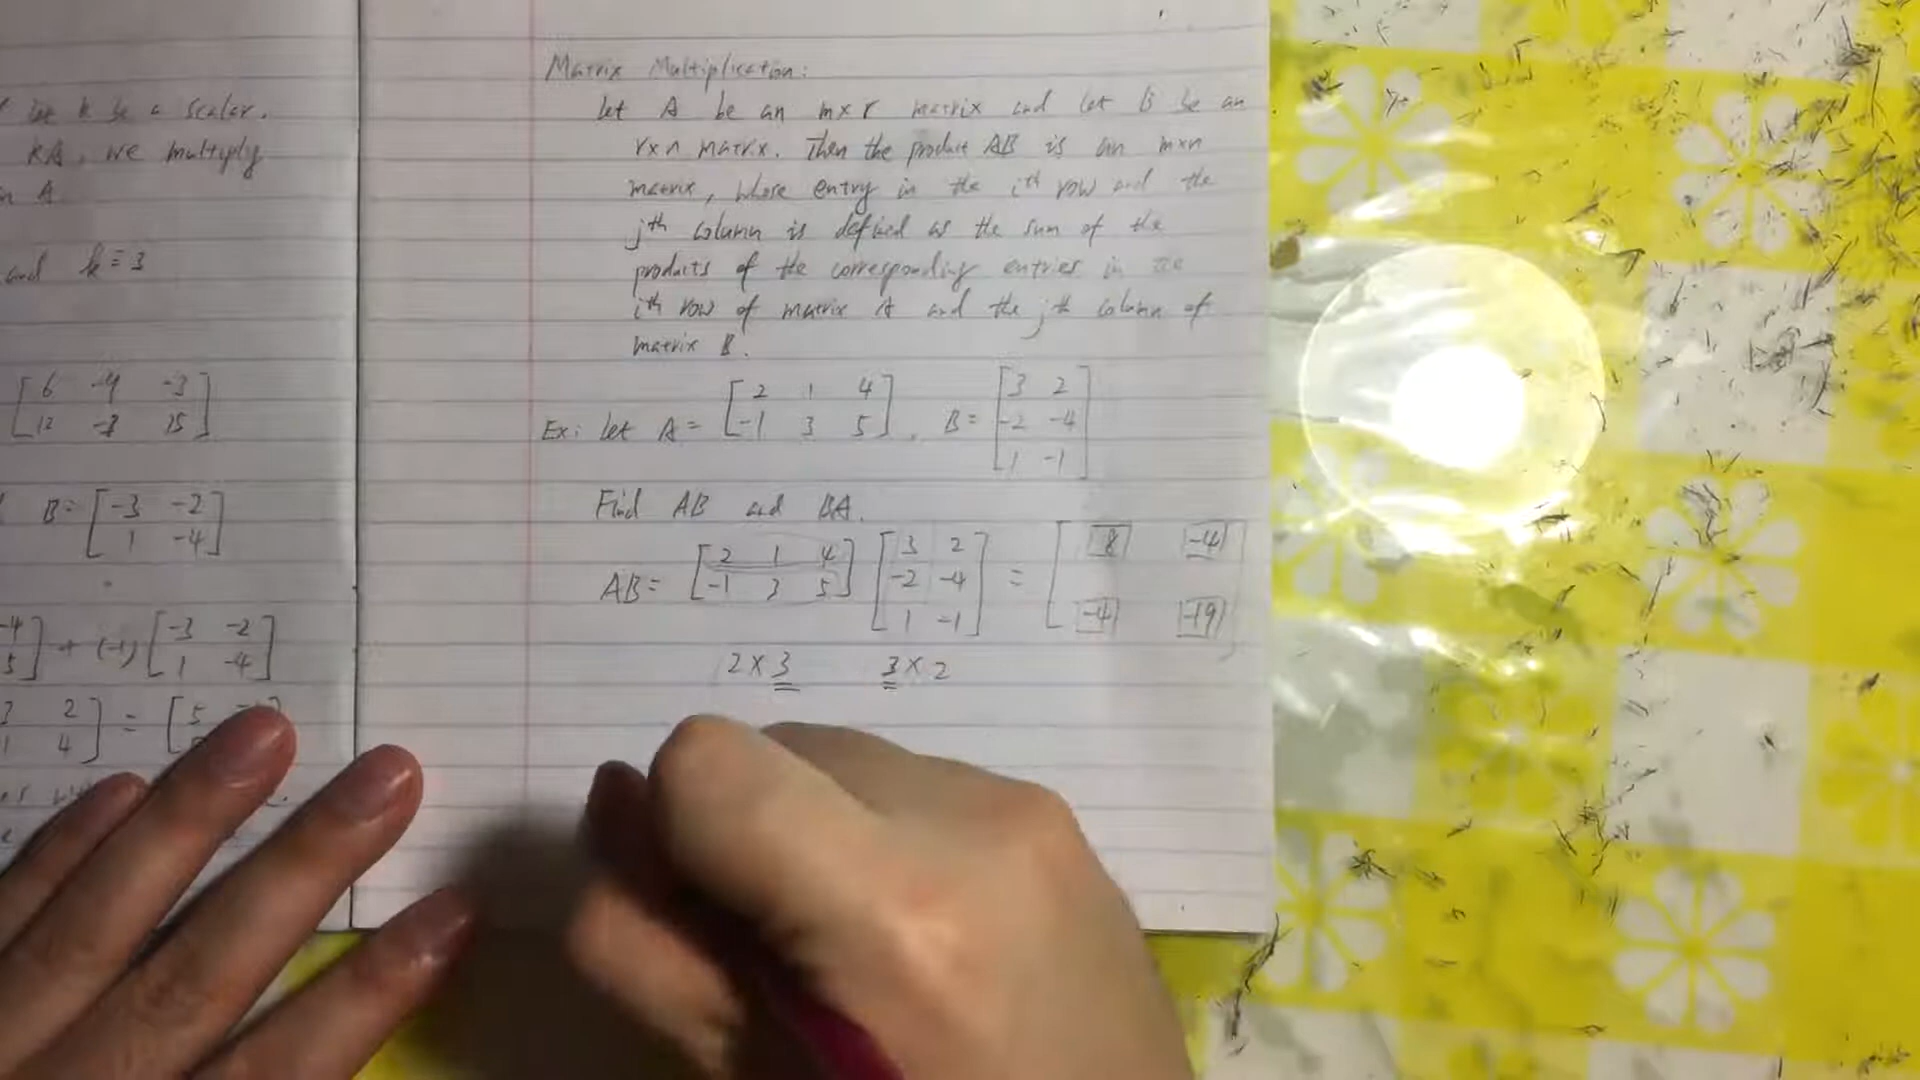 let k be a scalar.
kA, we multiply
in A.
and k = 3
[6 -4 -3]
[12 -3 15]
B = [-3 -2]
[1 -4]
-4
5] + (-1) [-3 -2]
[1 -4]
3 2
1 4] = [5
Matrix Multiplication:
Let A be an m×r matrix and let B be an
r×n matrix. Then the product AB is an m×n
matrix, whose entry in the ith row and the
jth column is defined as the sum of the
products of the corresponding entries in the
ith row of matrix A and the jth column of
matrix B.
Ex: let A = [2 1 4]
[-1 3 5], B = [3 2]
[-2 -4]
[1 -1]
Find AB and BA.
AB = [2 1 4]
[-1 3 5] [3 2]
[-2 -4]
[1 -1] = [8 -4]
[-4 -19]
2×3 3×2